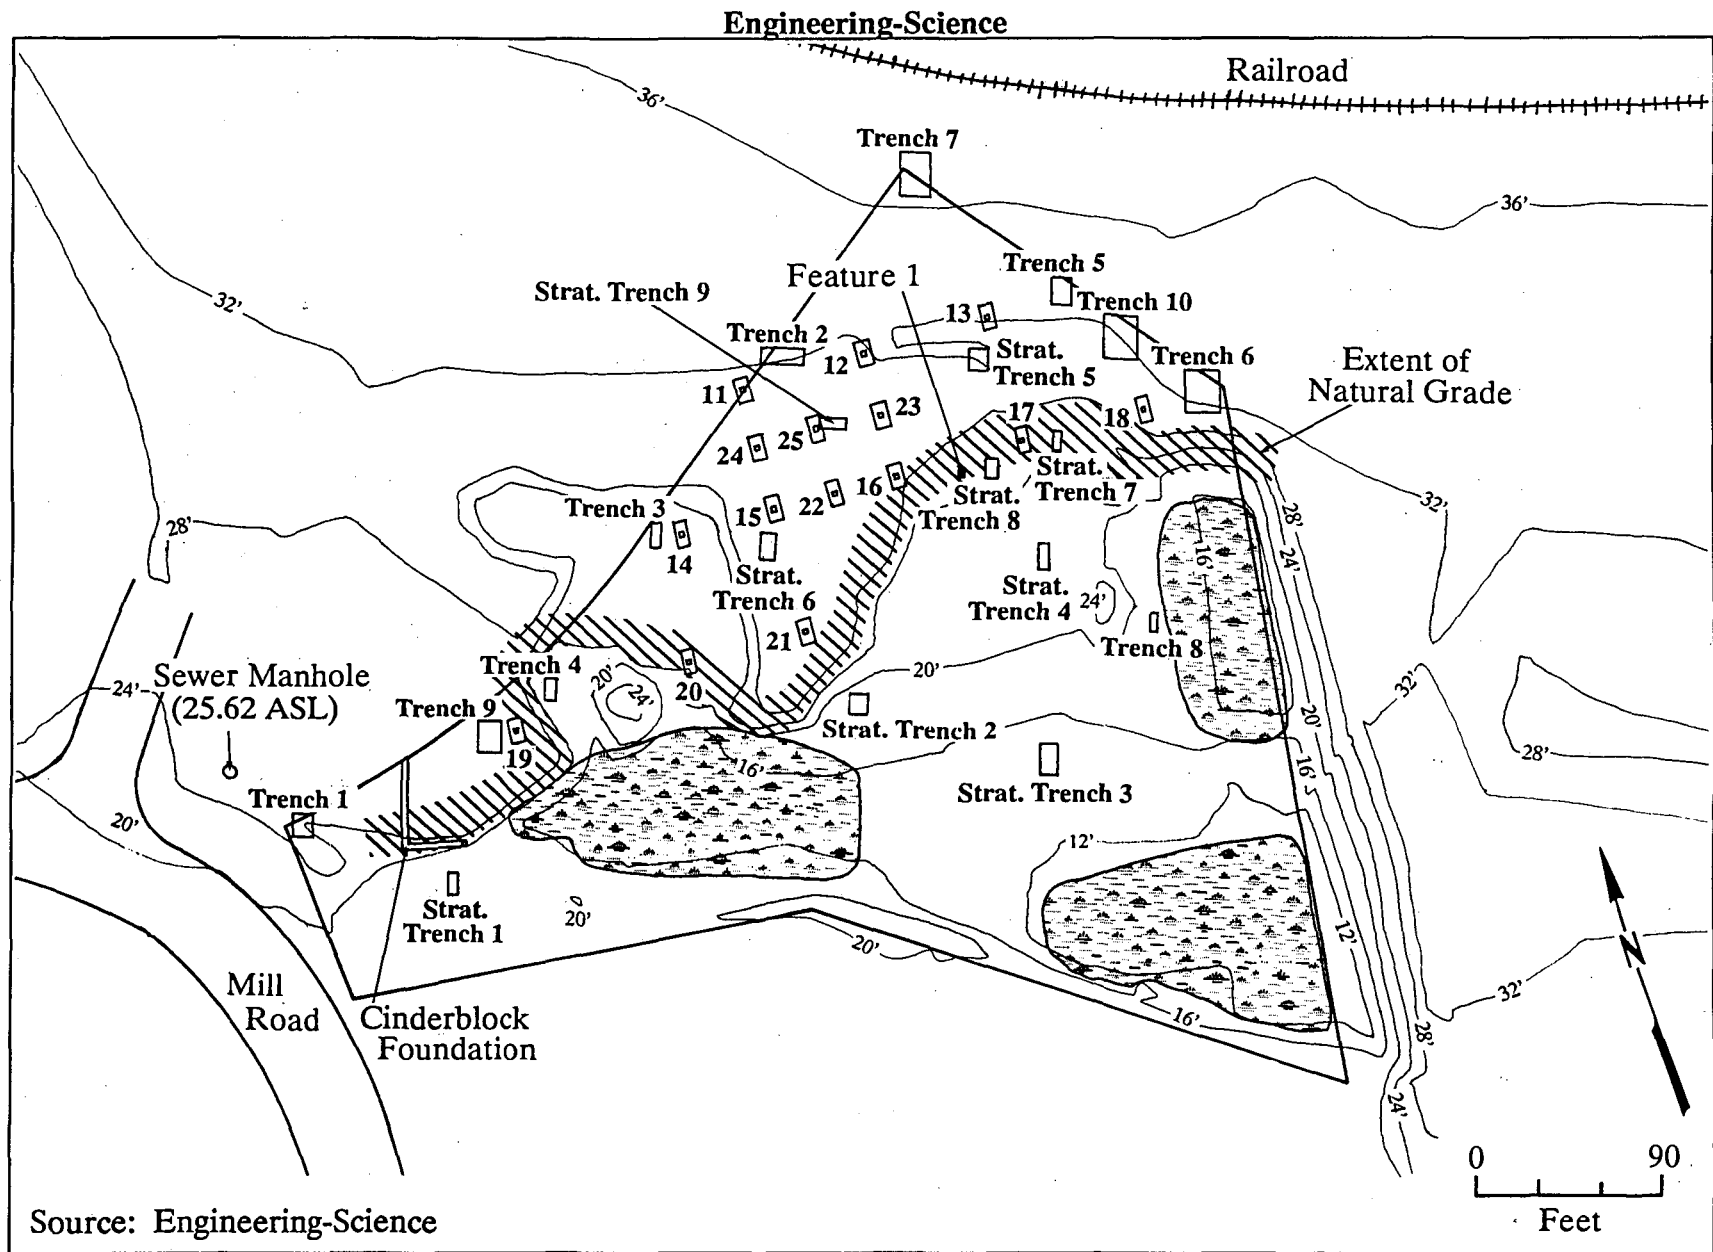 Engineering-Science
Railroad
36'
Trench 7
36'
Trench 5
Feature 1
Strat. Trench 9
32'
Trench 10
13
Trench 2
12
Strat.
Trench 5
Trench 6
Extent of
Natural Grade
11
23
17
18
25
24
Strat.
Trench 7
16
Strat.
Trench 8
22
15
32'
Trench 3
28'
28'
14
16'
24'
Strat.
Trench 6
Strat.
Trench 4
24'
21
Trench 8
Trench 4
20'
20'
24'
20
32'
Sewer Manhole
(25.62 ASL)
24'
Trench 9
20'
Strat. Trench 2
19
16'
16'
28'
Trench 1
Strat. Trench 3
20'
12'
Strat.
Trench 1
20'
20'
12'
Mill
Road
Cinderblock
Foundation
32'
16'
28'
24'
N
0 90
Feet
Source: Engineering-Science